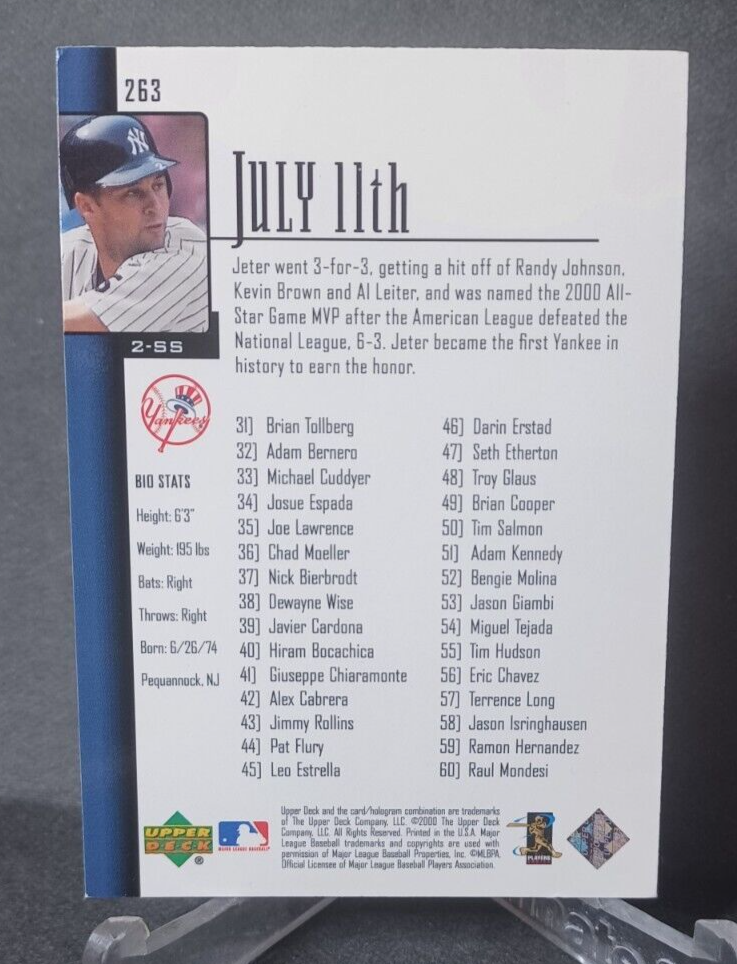 263
NY
JULY 11th
Jeter went 3-for-3, getting a hit off of Randy Johnson,
Kevin Brown and Al Leiter, and was named the 2000 All-
Star Game MVP after the American League defeated the
National League, 6-3. Jeter became the first Yankee in
history to earn the honor.
2-SS
Yankees
BIO STATS
Height: 6'3"
Weight: 195 lbs
Bats: Right
Throws: Right
Born: 6/26/74
Pequannock, NJ
31] Brian Tollberg
32] Adam Bernero
33] Michael Cuddyer
34] Josue Espada
35] Joe Lawrence
36] Chad Moeller
37] Nick Bierbrodt
38] Dewayne Wise
39] Javier Cardona
40] Hiram Bocachica
41] Giuseppe Chiaramonte
42] Alex Cabrera
43] Jimmy Rollins
44] Pat Flury
45] Leo Estrella
46] Darin Erstad
47] Seth Etherton
48] Troy Glaus
49] Brian Cooper
50] Tim Salmon
51] Adam Kennedy
52] Bengie Molina
53] Jason Giambi
54] Miguel Tejada
55] Tim Hudson
56] Eric Chavez
57] Terrence Long
58] Jason Isringhausen
59] Ramon Hernandez
60] Raul Mondesi
UPPER
DECK ®
MAJOR LEAGUE BASEBALL
Upper Deck and the card/hologram combination are trademarks
of The Upper Deck Company, LLC. ©2000 The Upper Deck
Company, LLC. All Rights Reserved. Printed in the U.S.A. Major
League Baseball trademarks and copyrights are used with
permission of Major League Baseball Properties, Inc. ©MLBPA,
Official Licensee of Major League Baseball Players Association.
PLAYERS